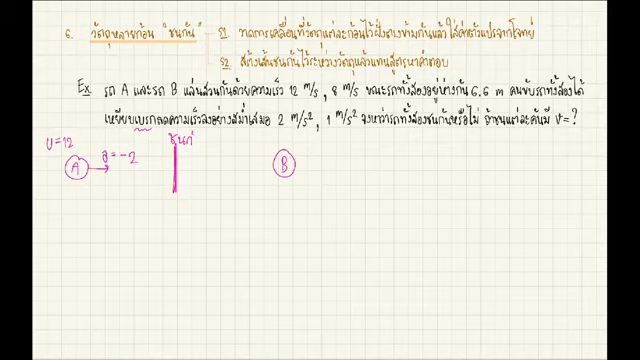 6. วัตถุหลายก้อน "ชนกัน" S1 วาดการเคลื่อนที่วัตถุแต่ละก้อนไว้ฝั่งตรงข้ามกันแล้วใส่ค่าตัวแปรจากโจทย์
S2 สร้างเส้นชนกันไว้ระหว่างวัตถุแล้วแทนสูตรหาคำตอบ
Ex รถ A และรถ B แล่นสวนกันด้วยความเร็ว 12 m/s , 8 m/s ขณะรถทั้งสองอยู่ห่างกัน 6.6 m คนขับรถทั้งสองได้
เหยียบเบรกลดความเร็วลงอย่างสม่ำเสมอ 2 m/s², 1 m/s² จงหาว่ารถทั้งสองชนกันหรือไม่ ถ้าชนแต่ละคันมี v = ?
u = 12
a = -2
A
B